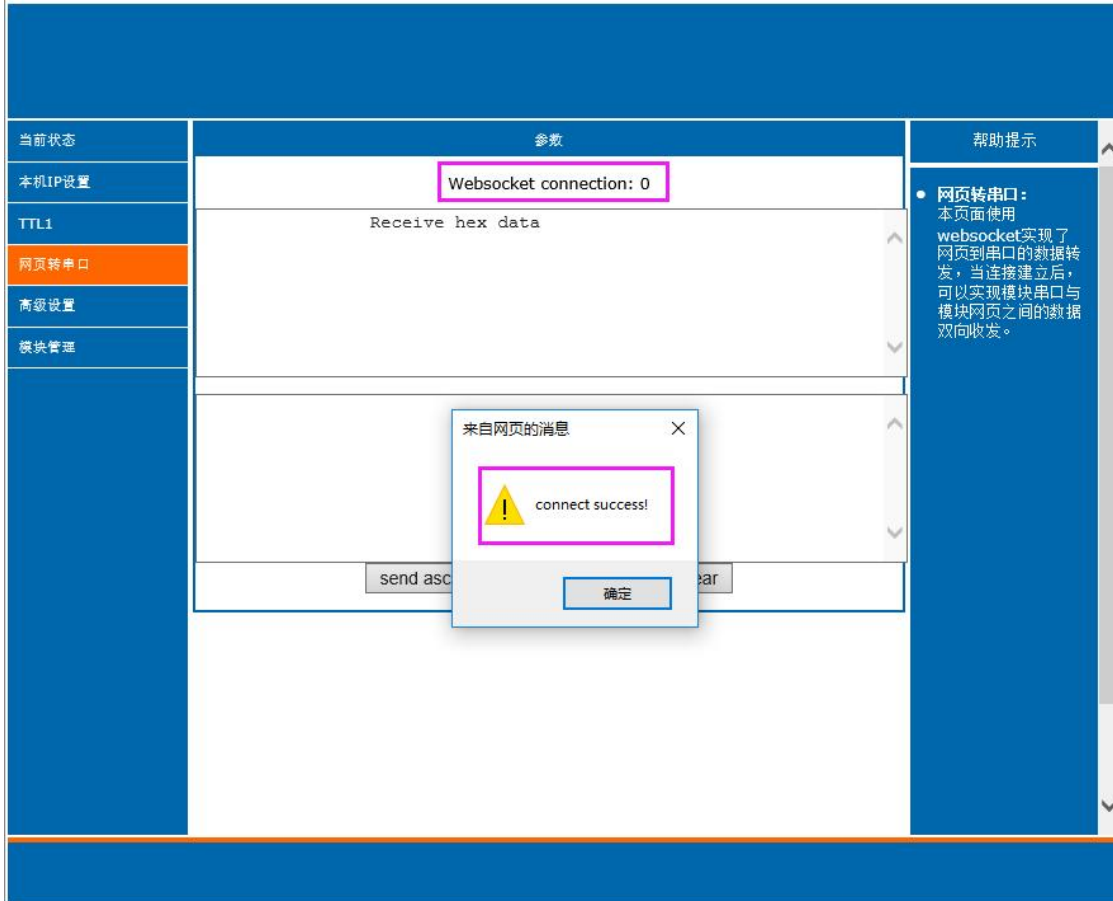 当前状态
本机IP设置
TTL1
网页转串口
高级设置
模块管理
参数
Websocket connection: 0
Receive hex data
来自网页的消息
connect success!
确定
send asc
ear
帮助提示
网页转串口：
本页面使用
websocket实现了
网页到串口的数据转
发，当连接建立后，
可以实现模块串口与
模块网页之间的数据
双向收发。